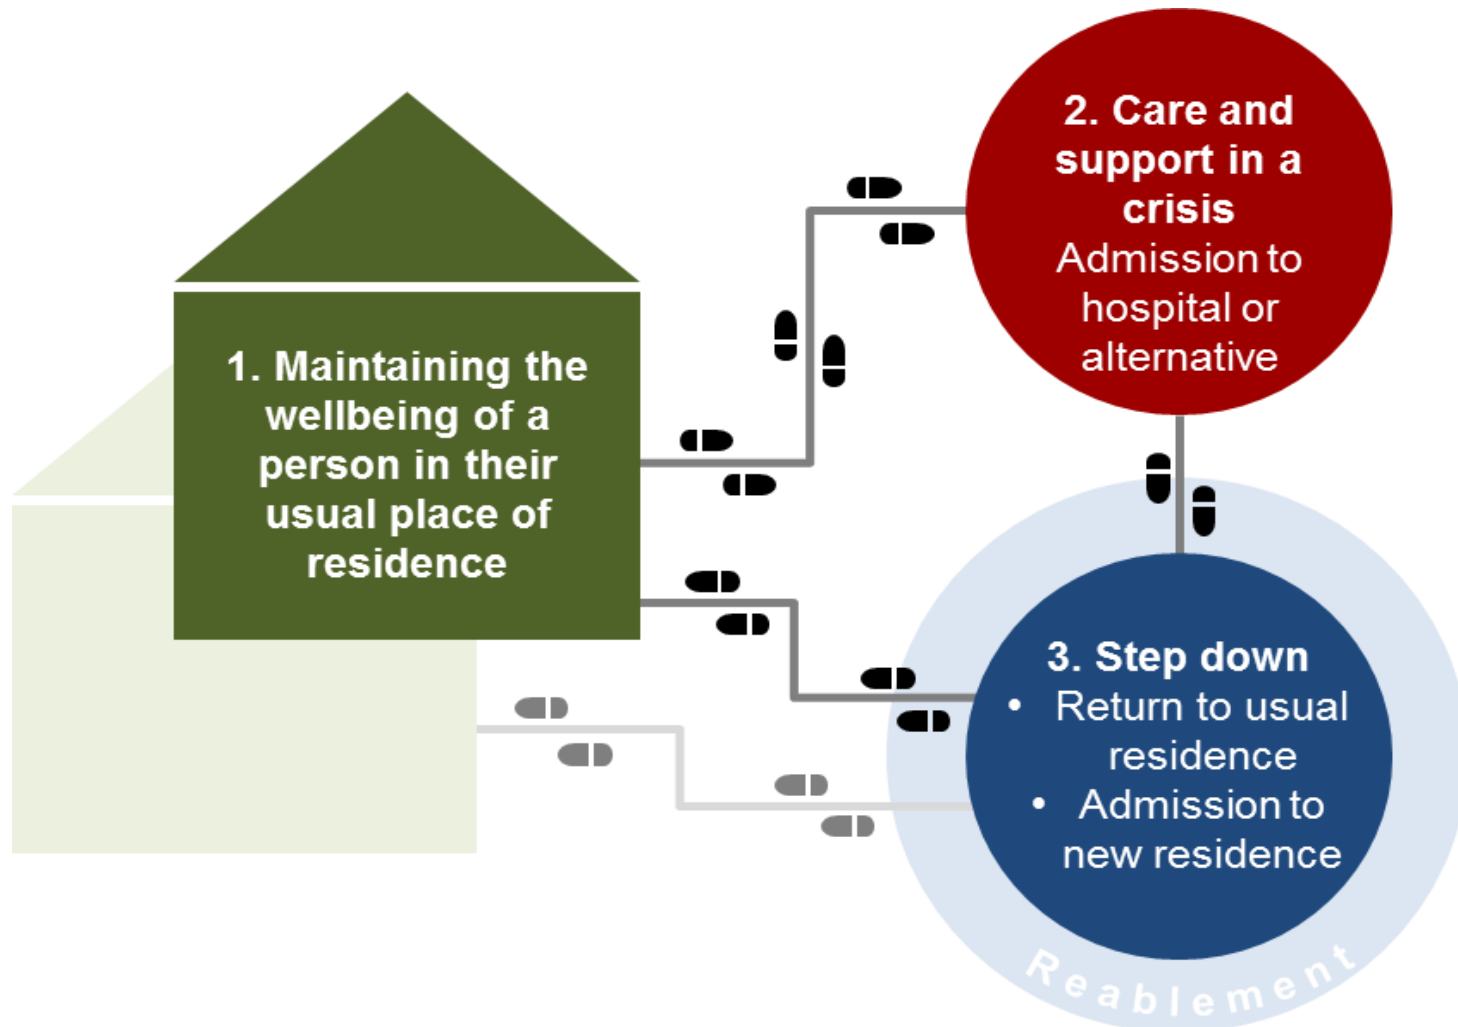 1. Maintaining the
wellbeing of a
person in their
usual place of
residence
2. Care and
support in a
crisis
Admission to
hospital or
alternative
3. Step down
• Return to usual
residence
• Admission to
new residence
Reablement